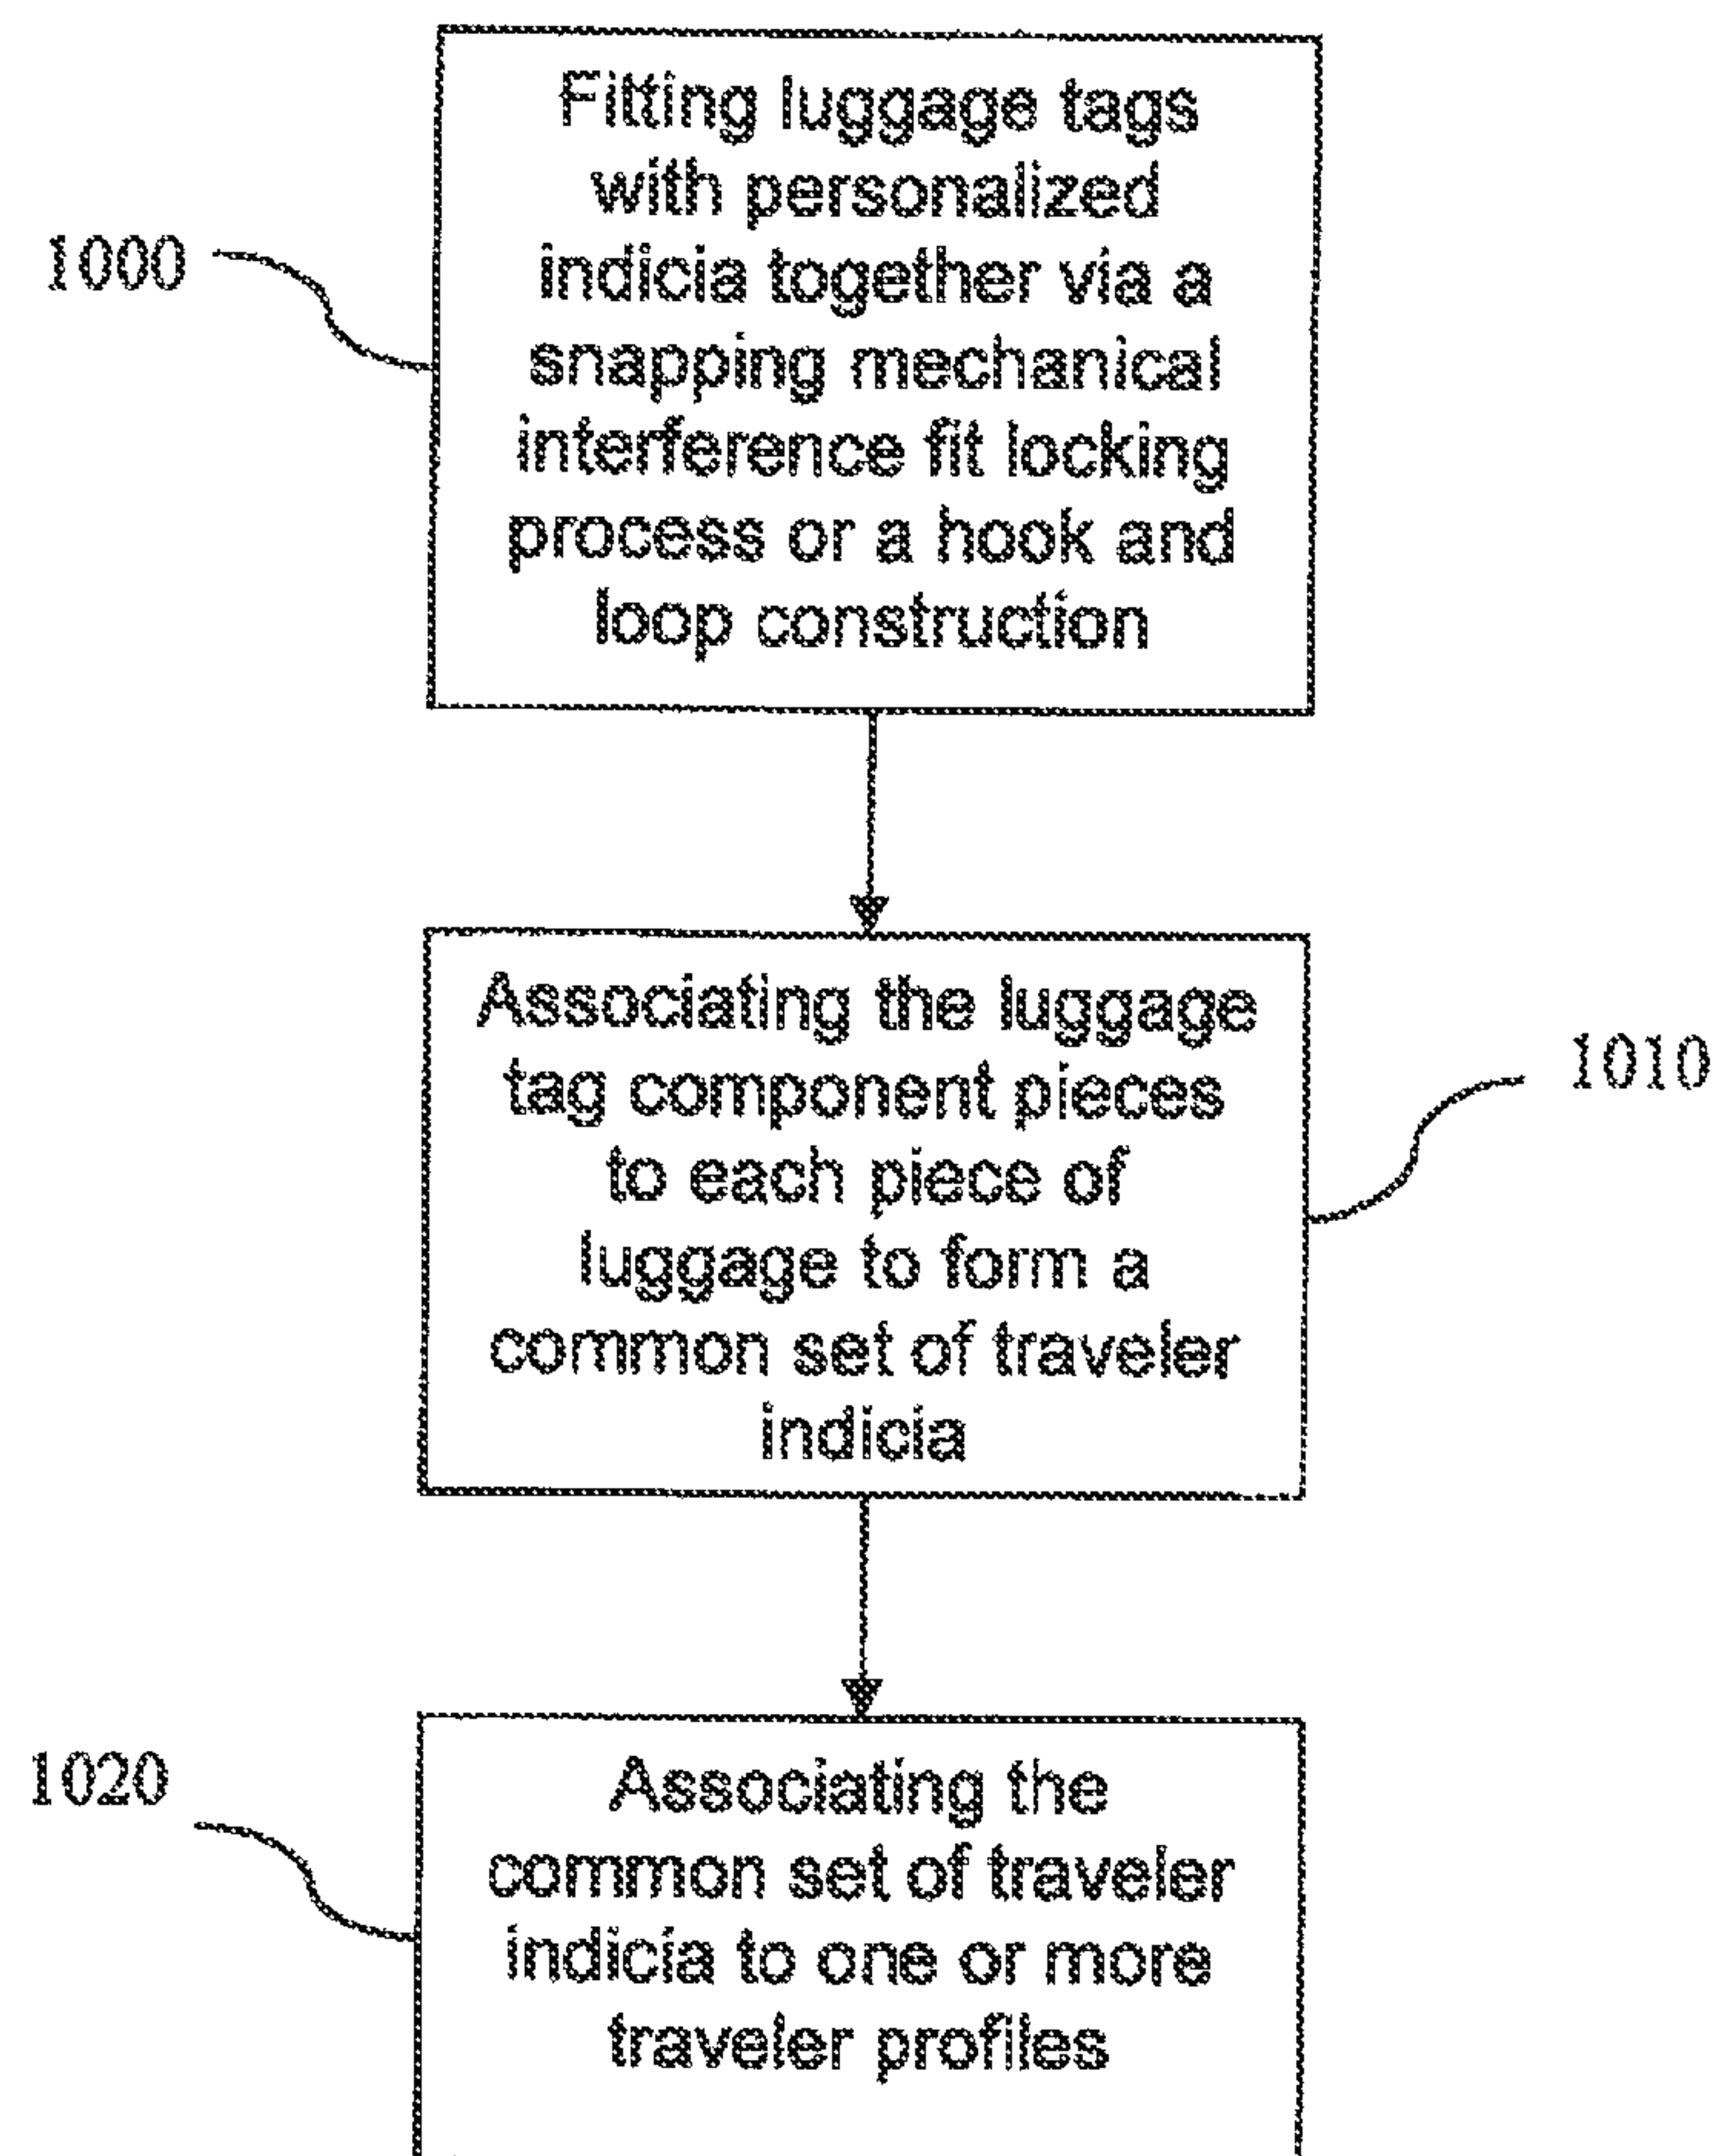 Fitting luggage tags
with personalized
indicia together via a
snapping mechanical
interference fit locking
process or a hook and
loop construction
1000
Associating the luggage
tag component pieces
to each piece of
luggage to form a
common set of traveler
indicia
1010
Associating the
common set of traveler
indicia to one or more
traveler profiles
1020